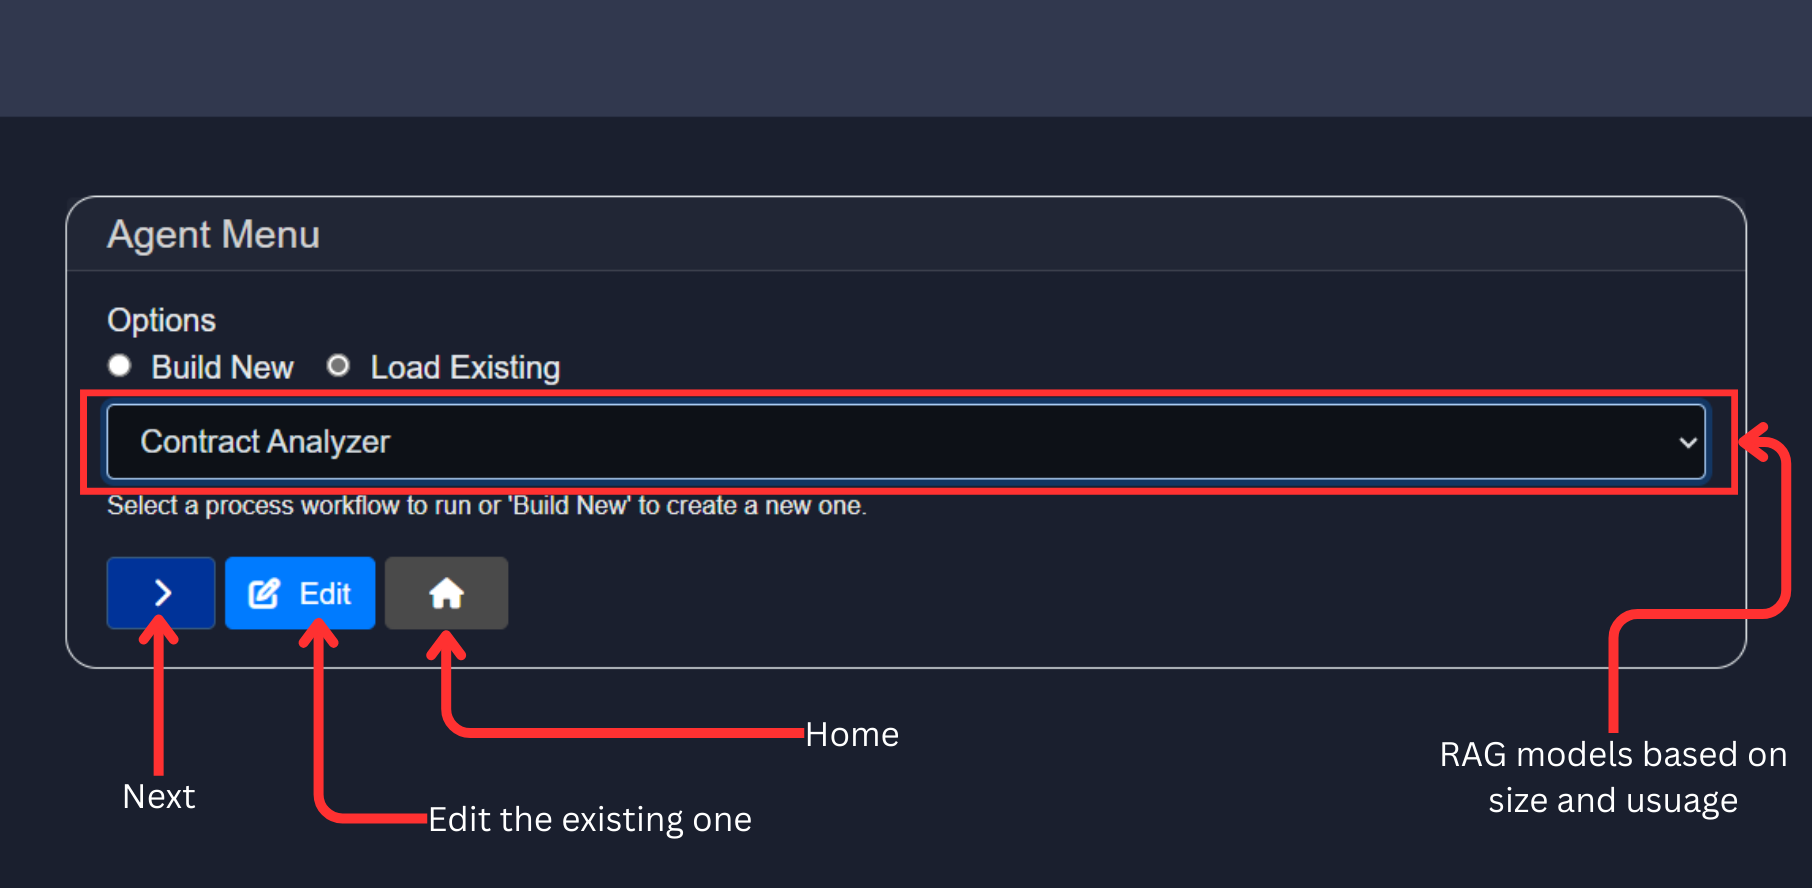 Agent Menu
Options
Build New Load Existing
Contract Analyzer
Select a process workflow to run or 'Build New' to create a new one.
Edit
Home
Next
Edit the existing one
RAG models based on
size and usuage